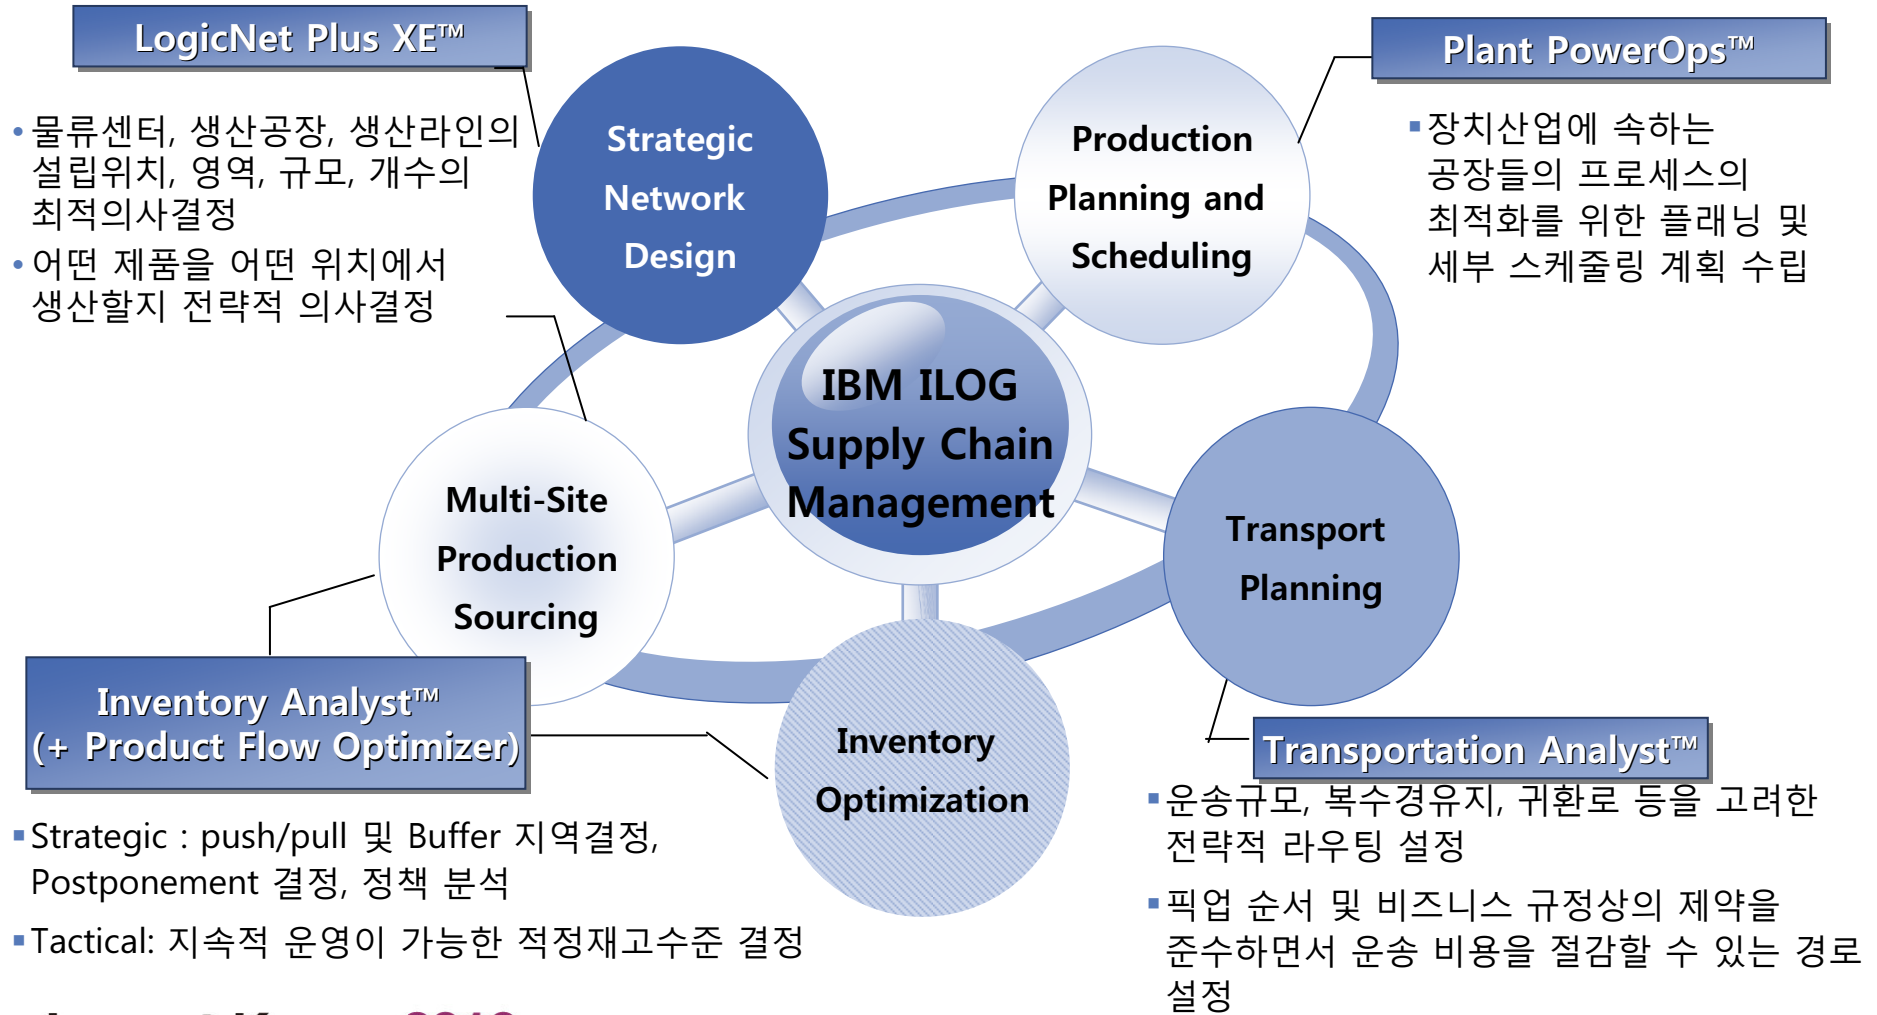 LogicNet Plus XE™
• 물류센터, 생산공장, 생산라인의
설립위치, 영역, 규모, 개수의
최적의사결정
• 어떤 제품을 어떤 위치에서
생산할지 전략적 의사결정
Strategic
Network
Design
Production
Planning and
Scheduling
Plant PowerOps™
▪ 장치산업에 속하는
공장들의 프로세스의
최적화를 위한 플래닝 및
세부 스케줄링 계획 수립
IBM ILOG
Supply Chain
Management
Multi-Site
Production
Sourcing
Transport
Planning
Inventory Analyst™
(+ Product Flow Optimizer)
Inventory
Optimization
Transportation Analyst™
▪ Strategic : push/pull 및 Buffer 지역결정,
Postponement 결정, 정책 분석
▪ Tactical: 지속적 운영이 가능한 적정재고수준 결정
▪ 운송규모, 복수경유지, 귀환로 등을 고려한
전략적 라우팅 설정
▪ 픽업 순서 및 비즈니스 규정상의 제약을
준수하면서 운송 비용을 절감할 수 있는 경로
설정